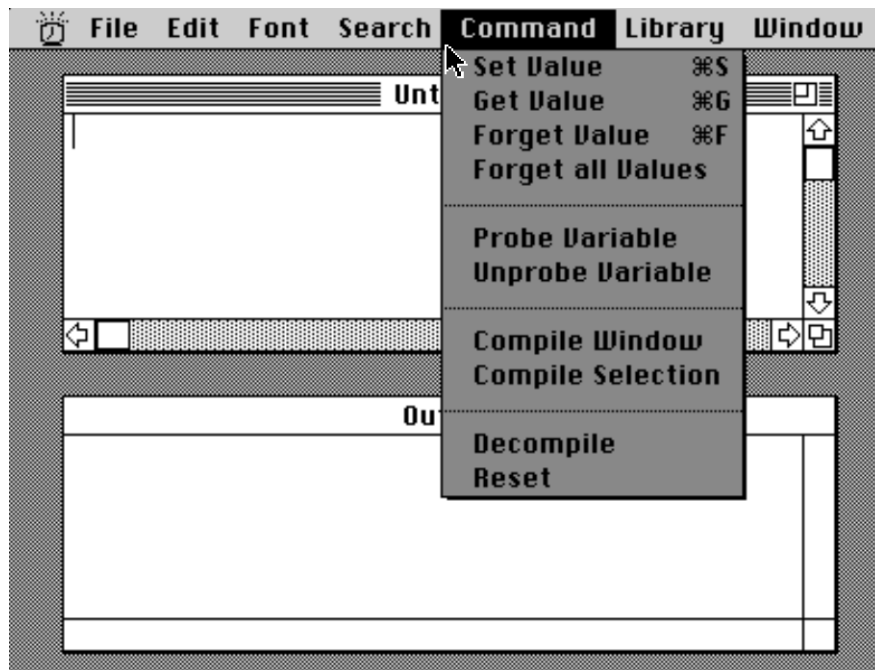 File Edit Font Search Command Library Window
Unt
Set Value ⌘S
Get Value ⌘G
Forget Value ⌘F
Forget all Values
Probe Variable
Unprobe Variable
Compile Window
Compile Selection
Ou
Decompile
Reset